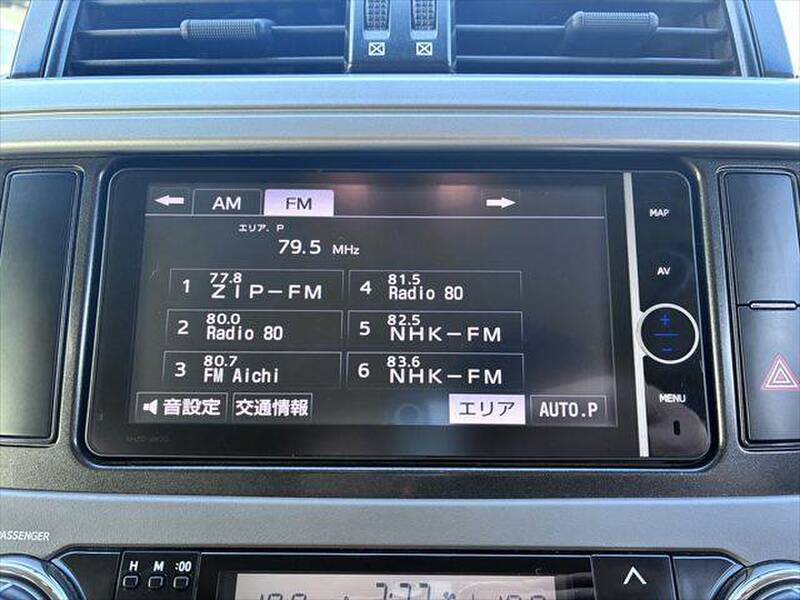 AM FM
エリア. P
79.5 MHz
1 77.8 ZIP-FM
4 81.5 Radio 80
2 80.0 Radio 80
5 82.5 NHK-FM
3 80.7 FM Aichi
6 83.6 NHK-FM
音設定 交通情報 エリア AUTO.P
MAP
AV
+
-
MENU
PASSENGER
H M :00